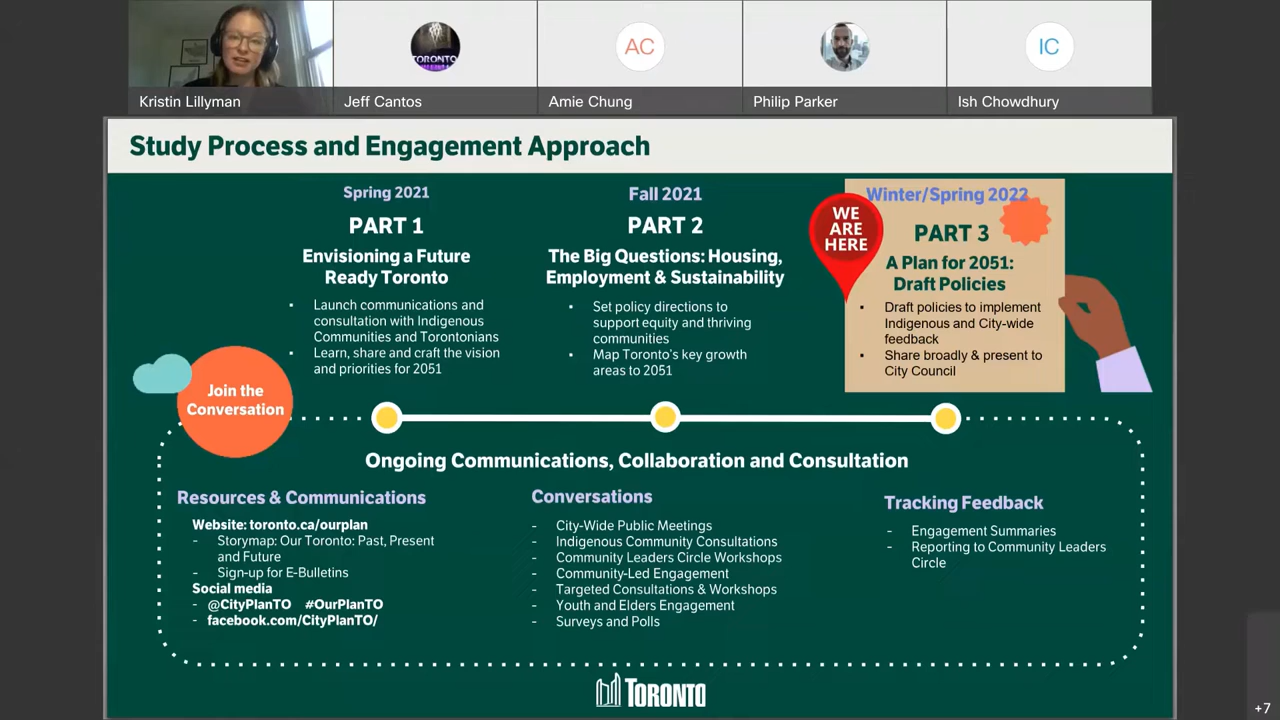 Kristin Lillyman
Jeff Cantos
TORONTO
AC
Amie Chung
Philip Parker
IC
Ish Chowdhury
Study Process and Engagement Approach
Spring 2021
PART 1
Envisioning a Future
Ready Toronto
▪ Launch communications and
consultation with Indigenous
Communities and Torontonians
▪ Learn, share and craft the vision
and priorities for 2051
Fall 2021
PART 2
The Big Questions: Housing,
Employment & Sustainability
▪ Set policy directions to
support equity and thriving
communities
▪ Map Toronto's key growth
areas to 2051
WE
ARE
HERE
Winter/Spring 2022
PART 3
A Plan for 2051:
Draft Policies
▪ Draft policies to implement
Indigenous and City-wide
feedback
▪ Share broadly & present to
City Council
Join the
Conversation
Ongoing Communications, Collaboration and Consultation
Resources & Communications
Website: toronto.ca/ourplan
- Storymap: Our Toronto: Past, Present
and Future
- Sign-up for E-Bulletins
Social media
- @CityPlanTO #OurPlanTO
- facebook.com/CityPlanTO/
Conversations
- City-Wide Public Meetings
- Indigenous Community Consultations
- Community Leaders Circle Workshops
- Community-Led Engagement
- Targeted Consultations & Workshops
- Youth and Elders Engagement
- Surveys and Polls
Tracking Feedback
- Engagement Summaries
- Reporting to Community Leaders
Circle
TORONTO
+7